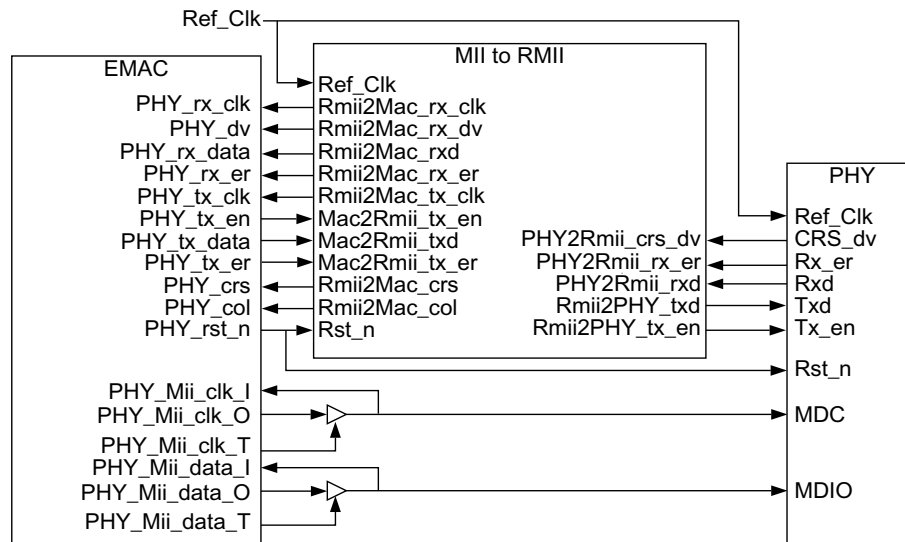 Ref_Clk
EMAC
PHY_rx_clk
PHY_dv
PHY_rx_data
PHY_rx_er
PHY_tx_clk
PHY_tx_en
PHY_tx_data
PHY_tx_er
PHY_crs
PHY_col
PHY_rst_n
PHY_Mii_clk_I
PHY_Mii_clk_O
PHY_Mii_clk_T
PHY_Mii_data_I
PHY_Mii_data_O
PHY_Mii_data_T
MII to RMII
Ref_Clk
Rmii2Mac_rx_clk
Rmii2Mac_rx_dv
Rmii2Mac_rxd
Rmii2Mac_rx_er
Rmii2Mac_tx_clk
Mac2Rmii_tx_en
Mac2Rmii_txd
Mac2Rmii_tx_er
Rmii2Mac_crs
Rmii2Mac_col
Rst_n
PHY2Rmii_crs_dv
PHY2Rmii_rx_er
PHY2Rmii_rxd
Rmii2PHY_txd
Rmii2PHY_tx_en
PHY
Ref_Clk
CRS_dv
Rx_er
Rxd
Txd
Tx_en
Rst_n
MDC
MDIO